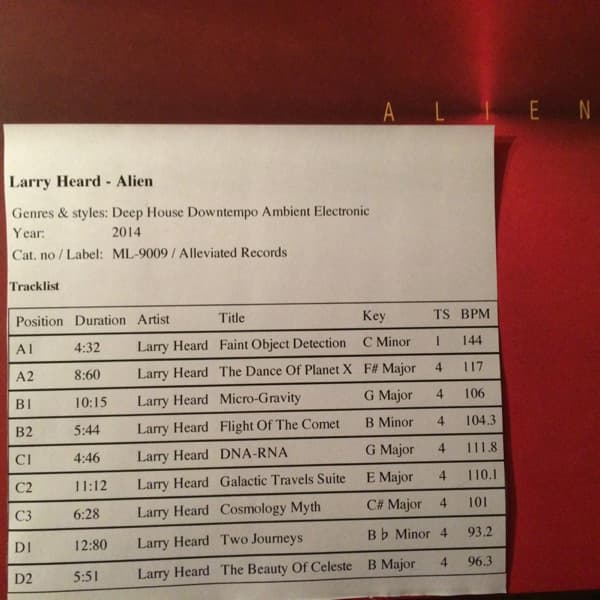 ALIEN
Larry Heard - Alien
Genres & styles: Deep House Downtempo Ambient Electronic
Year: 2014
Cat. no / Label: ML-9009 / Alleviated Records
Tracklist
Position Duration Artist Title Key TS BPM
A1 4:32 Larry Heard Faint Object Detection C Minor 1 144
A2 8:60 Larry Heard The Dance Of Planet X F# Major 4 117
B1 10:15 Larry Heard Micro-Gravity G Major 4 106
B2 5:44 Larry Heard Flight Of The Comet B Minor 4 104.3
C1 4:46 Larry Heard DNA-RNA G Major 4 111.8
C2 11:12 Larry Heard Galactic Travels Suite E Major 4 110.1
C3 6:28 Larry Heard Cosmology Myth C# Major 4 101
D1 12:80 Larry Heard Two Journeys B♭ Minor 4 93.2
D2 5:51 Larry Heard The Beauty Of Celeste B Major 4 96.3